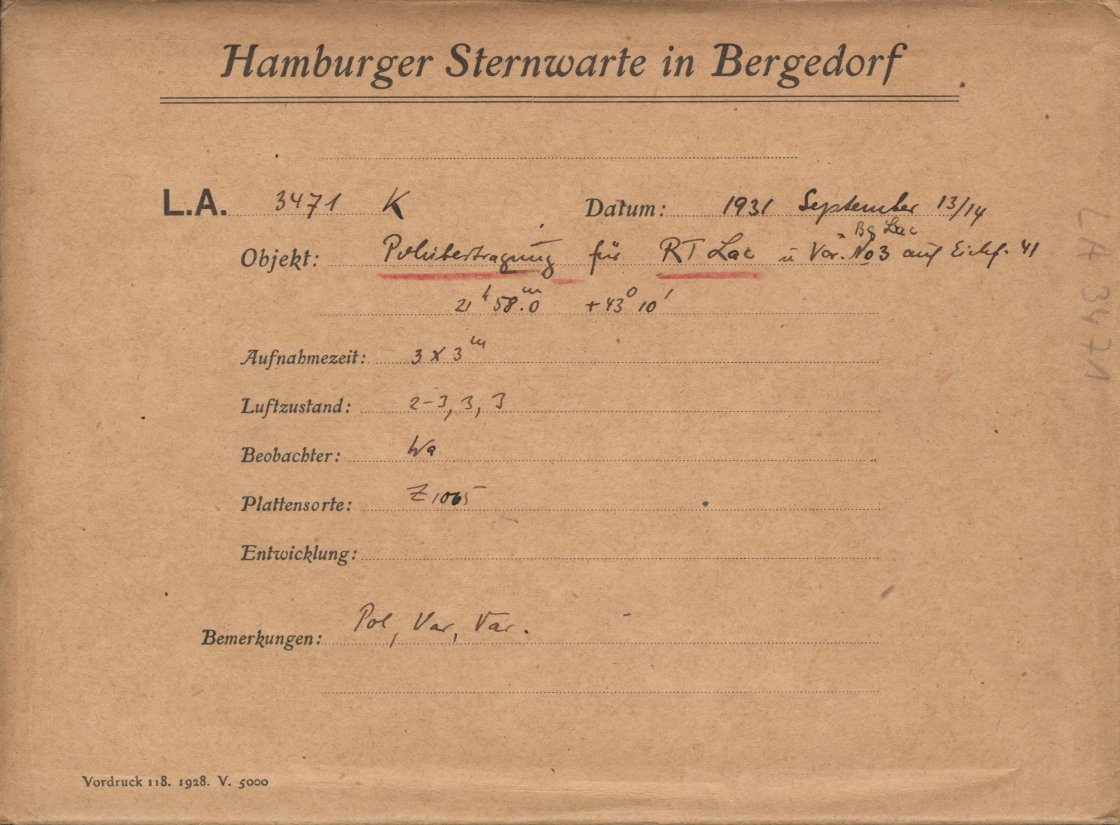 Hamburger Sternwarte in Bergedorf
L.A. 3471 K Datum: 1931 September 13/14
Bg Lac
Objekt: Polübertragung für RT Lac u Var. No 3 auf Eichf. 41
21h 58m.0 +43° 10'
Aufnahmezeit: 3 x 3m
Luftzustand: 2-3, 3, 3
Beobachter: Wa
Plattensorte: Z 1065
Entwicklung:
Bemerkungen: Pol, Var, Var.
Vordruck 118. 1928. V. 5000
LA 3471